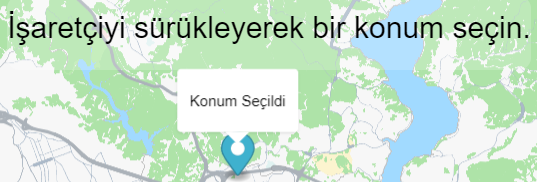 İşaretçiyi sürükleyerek bir konum seçin.
Konum Seçildi